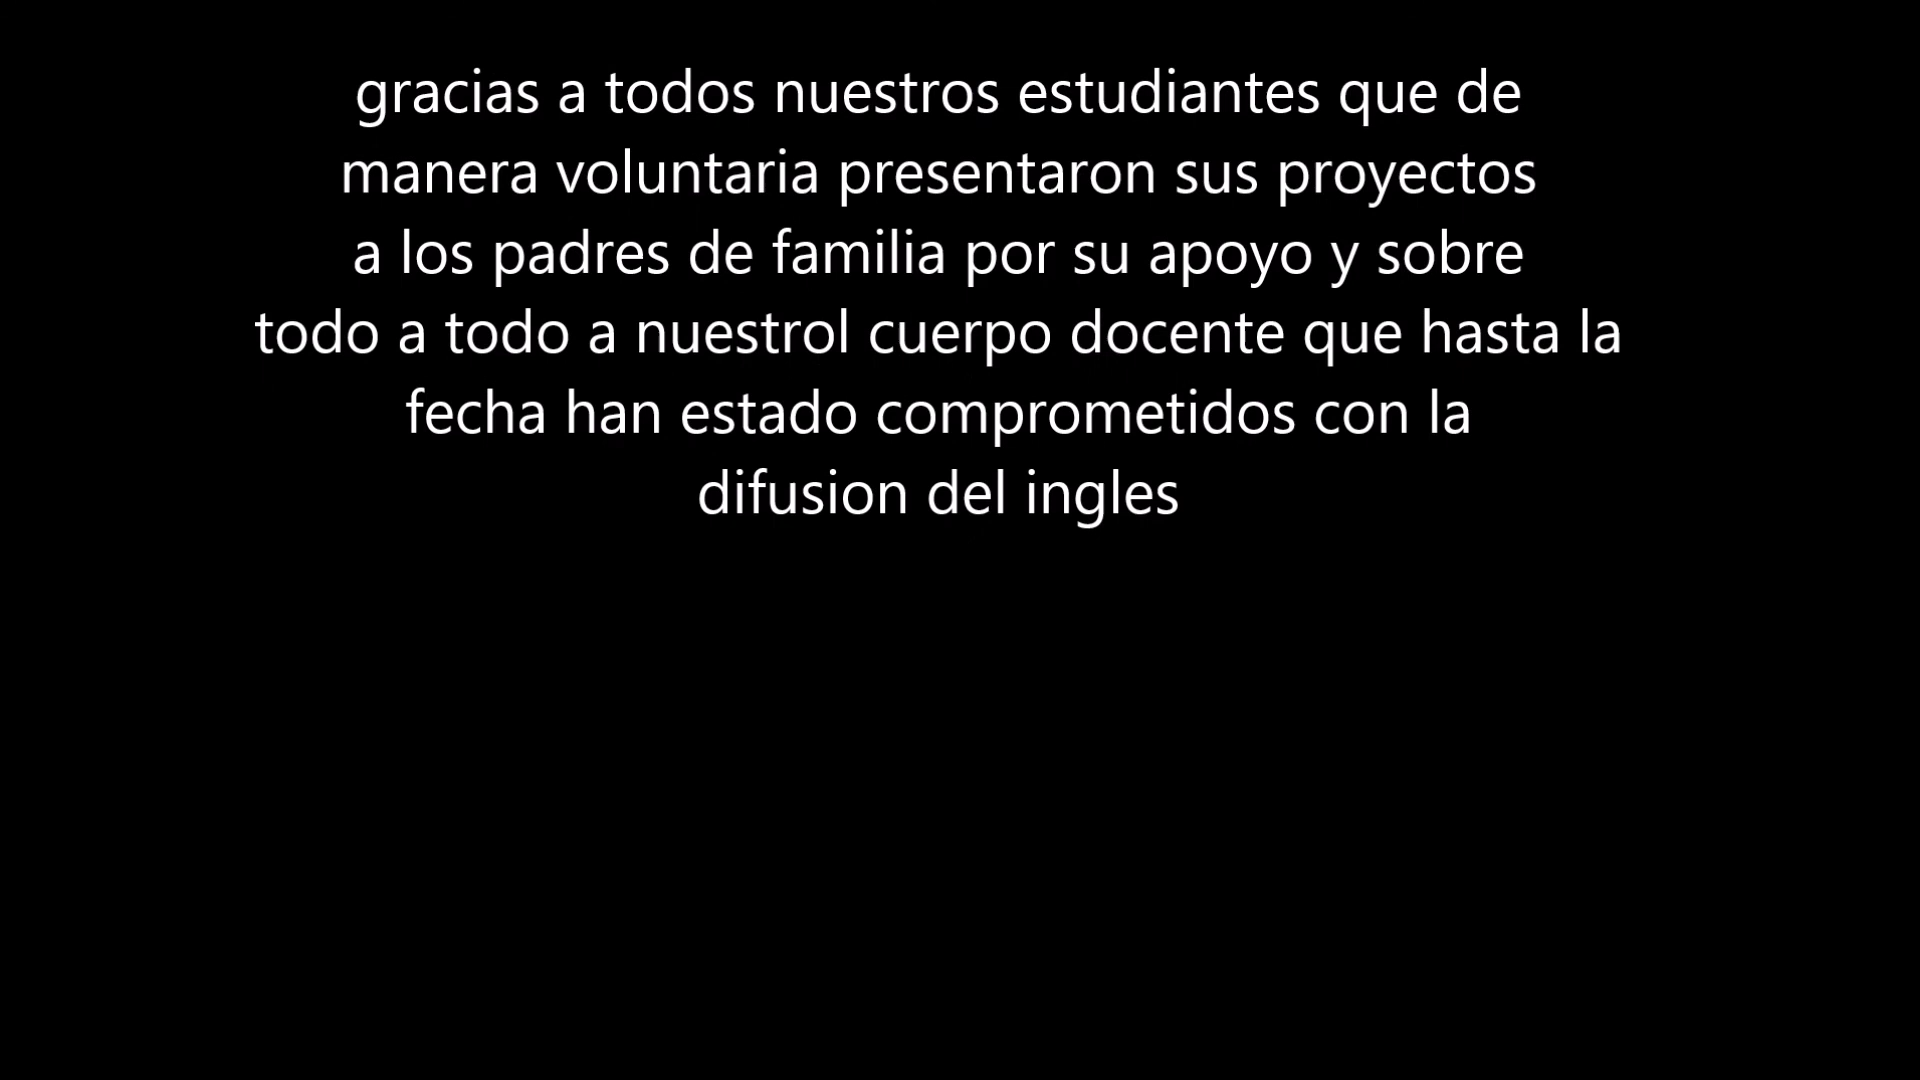 gracias a todos nuestros estudiantes que de
manera voluntaria presentaron sus proyectos
a los padres de familia por su apoyo y sobre
todo a todo a nuestrol cuerpo docente que hasta la
fecha han estado comprometidos con la
difusion del ingles